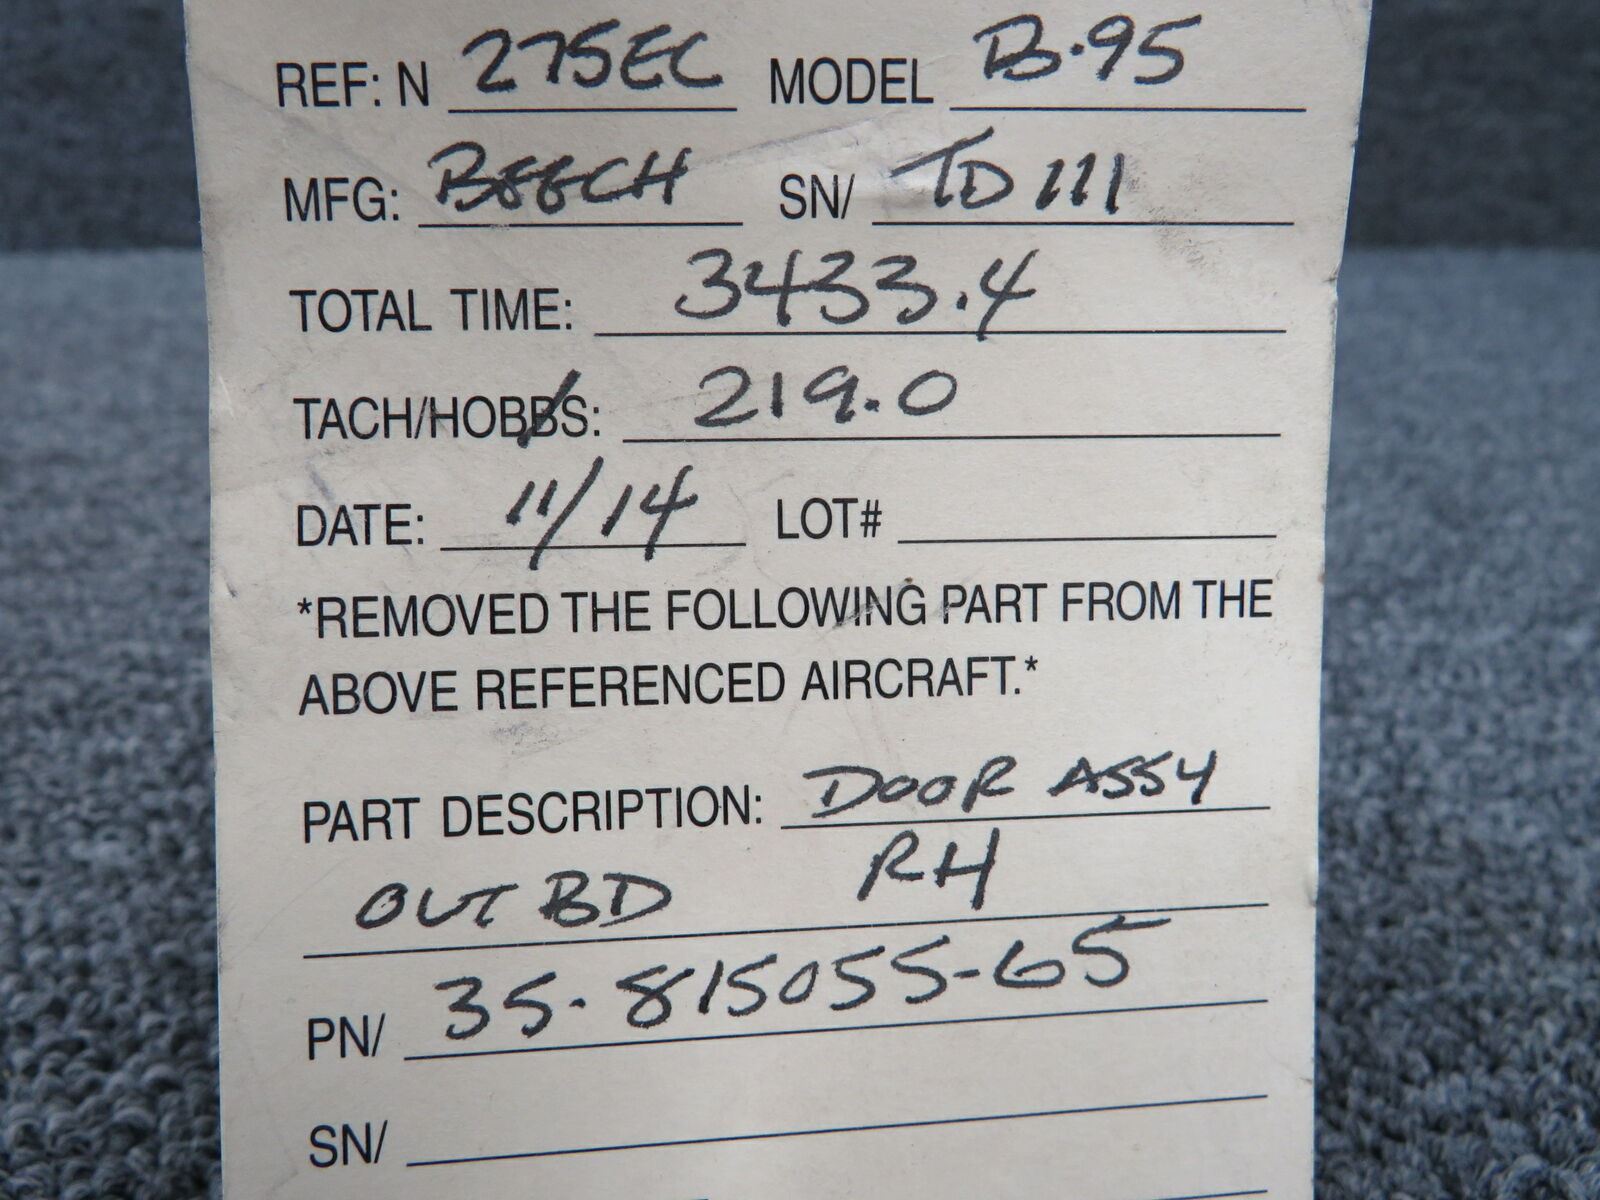 REF: N 275EC MODEL B-95
MFG: BEECH SN/ TD 111
TOTAL TIME: 3433.4
TACH/HOBBS: 219.0
DATE: 11/14 LOT#
*REMOVED THE FOLLOWING PART FROM THE
ABOVE REFERENCED AIRCRAFT.*
PART DESCRIPTION: DOOR ASSY
OUT BD RH
PN/ 35-815055-65
SN/